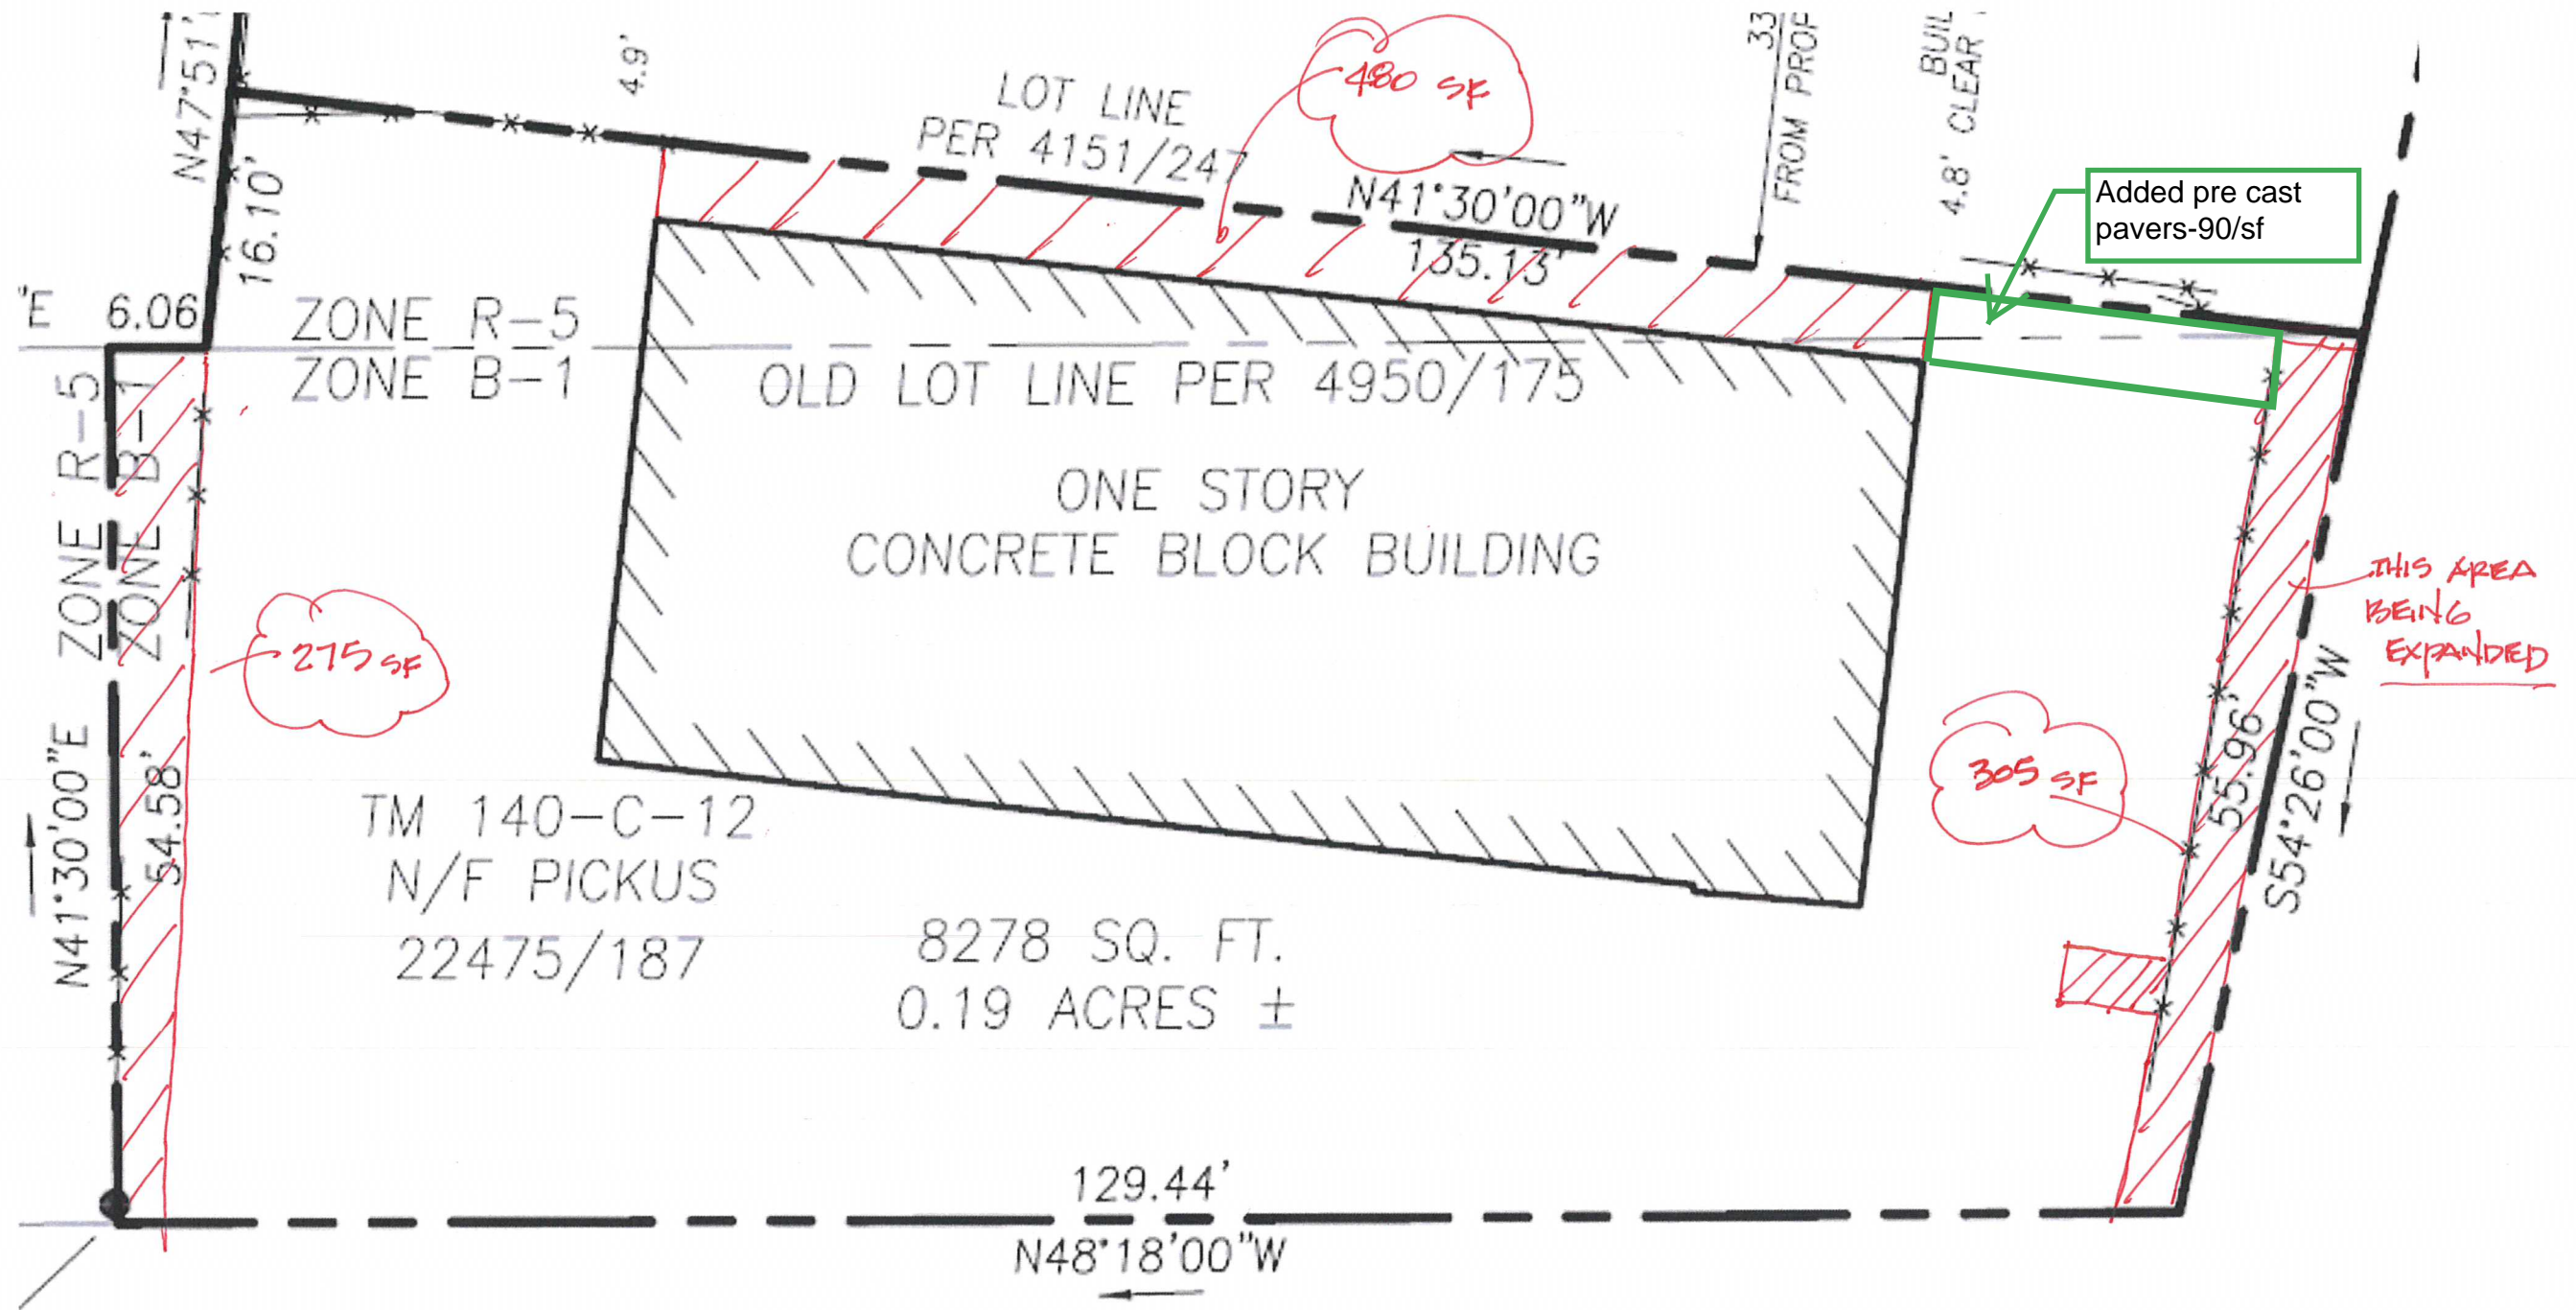 N47°51'
4.9'
LOT LINE
PER 4151/247
480 SF
33
FROM PROP
BUIL
4.8' CLEAR
Added pre cast
pavers-90/sf
N41°30'00"W
135.13'
16.10'
"E 6.06
ZONE R-5
ZONE B-1
OLD LOT LINE PER 4950/175
ZONE R-5
ZONE B-1
ONE STORY
CONCRETE BLOCK BUILDING
THIS AREA
BEING
EXPANDED
275 SF
305 SF
N41°30'00"E
54.58'
55.96'
S54°26'00"W
TM 140-C-12
N/F PICKUS
22475/187
8278 SQ. FT.
0.19 ACRES ±
129.44'
N48°18'00"W